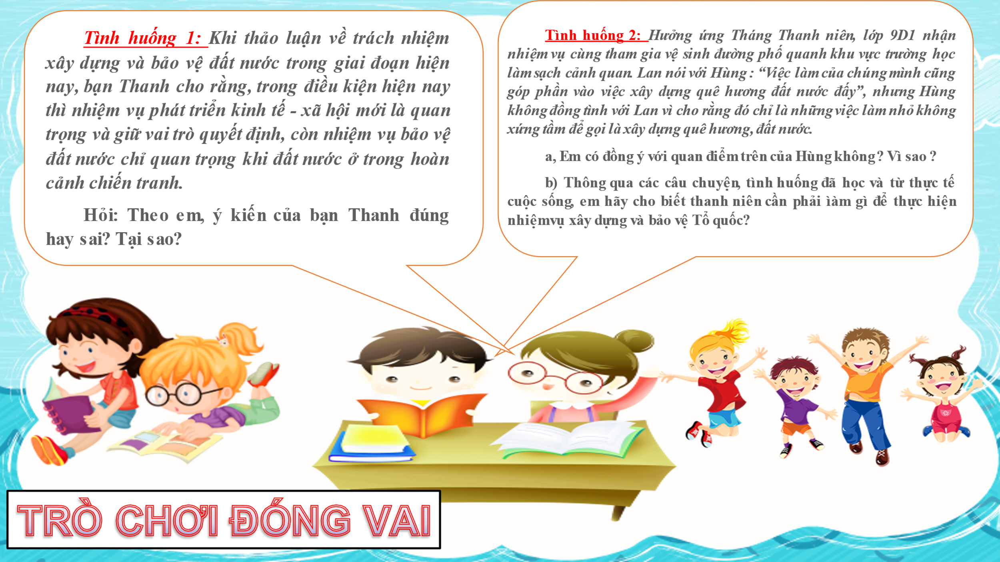 Tình huống 1: Khi thảo luận về trách nhiệm
xây dựng và bảo vệ đất nước trong giai đoạn hiện
nay, bạn Thanh cho rằng, trong điều kiện hiện nay
thì nhiệm vụ phát triển kinh tế - xã hội mới là quan
trọng và giữ vai trò quyết định, còn nhiệm vụ bảo vệ
đất nước chỉ quan trọng khi đất nước ở trong hoàn
cảnh chiến tranh.
Hỏi: Theo em, ý kiến của bạn Thanh đúng
hay sai? Tại sao?
Tình huống 2: Hưởng ứng Tháng Thanh niên, lớp 9D1 nhận
nhiệm vụ cùng tham gia vệ sinh đường phố quanh khu vực trường học
làm sạch cảnh quan. Lan nói với Hùng : “Việc làm của chúng mình cũng
góp phần vào việc xây dựng quê hương đất nước đấy”, nhưng Hùng
không đồng tình với Lan vì cho rằng đó chỉ là những việc làm nhỏ không
xứng tầm để gọi là xây dựng quê hương, đất nước.
a, Em có đồng ý với quan điểm trên của Hùng không? Vì sao ?
b) Thông qua các câu chuyện, tình huống đã học và từ thực tế
cuộc sống, em hãy cho biết thanh niên cần phải ìàm gì để thực hiện
nhiệmvụ xây dựng và bảo vệ Tổ quốc?
TRÒ CHƠI ĐÓNG VAI